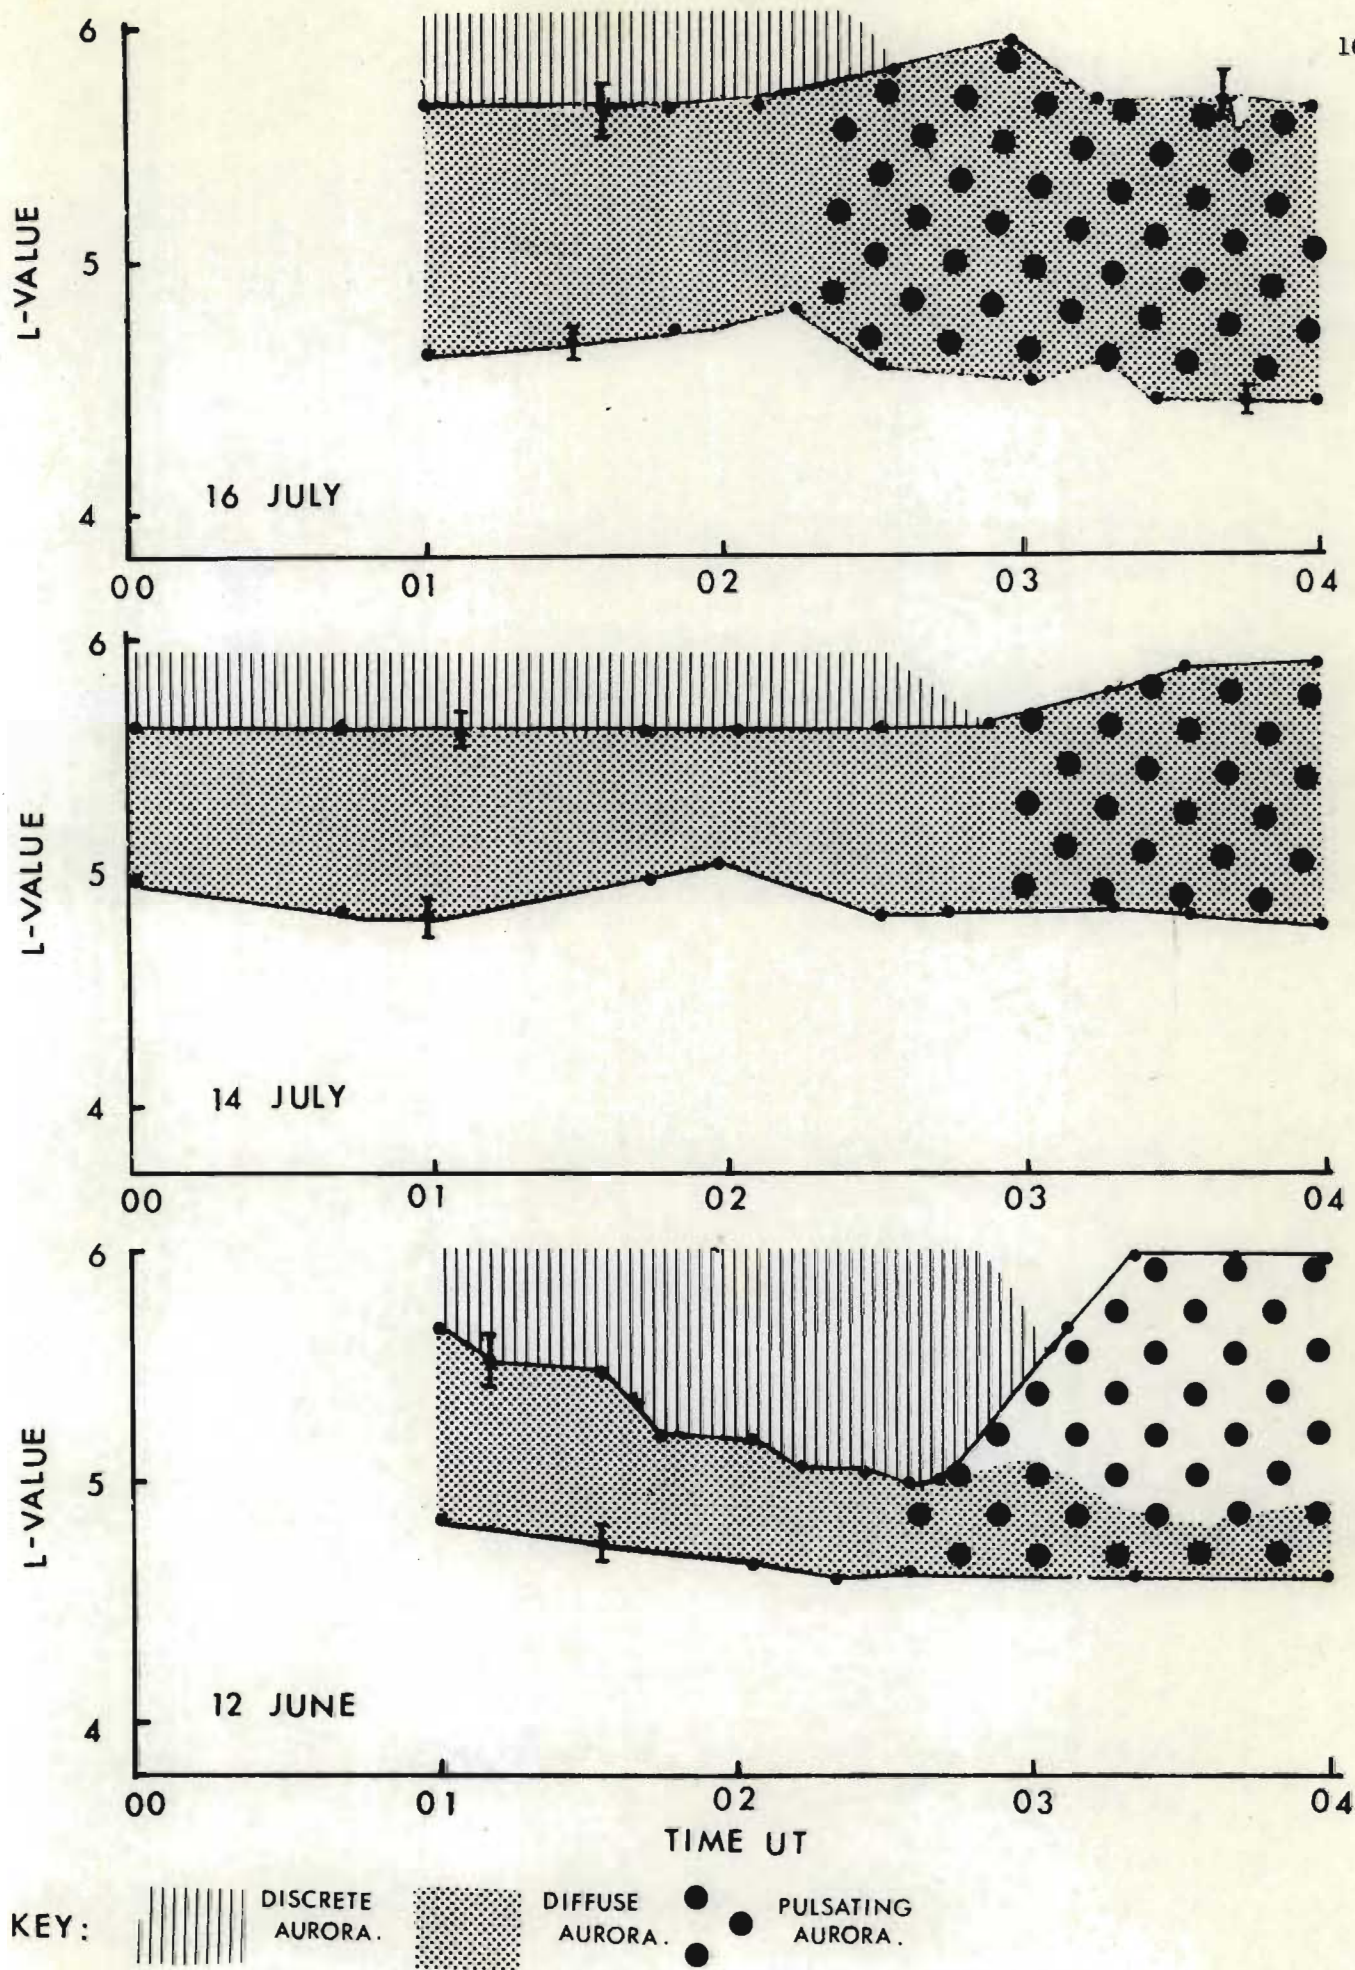 6
5
4
L-VALUE
16 JULY
00 01 02 03 04
6
5
4
L-VALUE
14 JULY
00 01 02 03 04
6
5
4
L-VALUE
12 JUNE
00 01 02 03 04
TIME UT
KEY:
DISCRETE
AURORA.
DIFFUSE
AURORA.
PULSATING
AURORA.